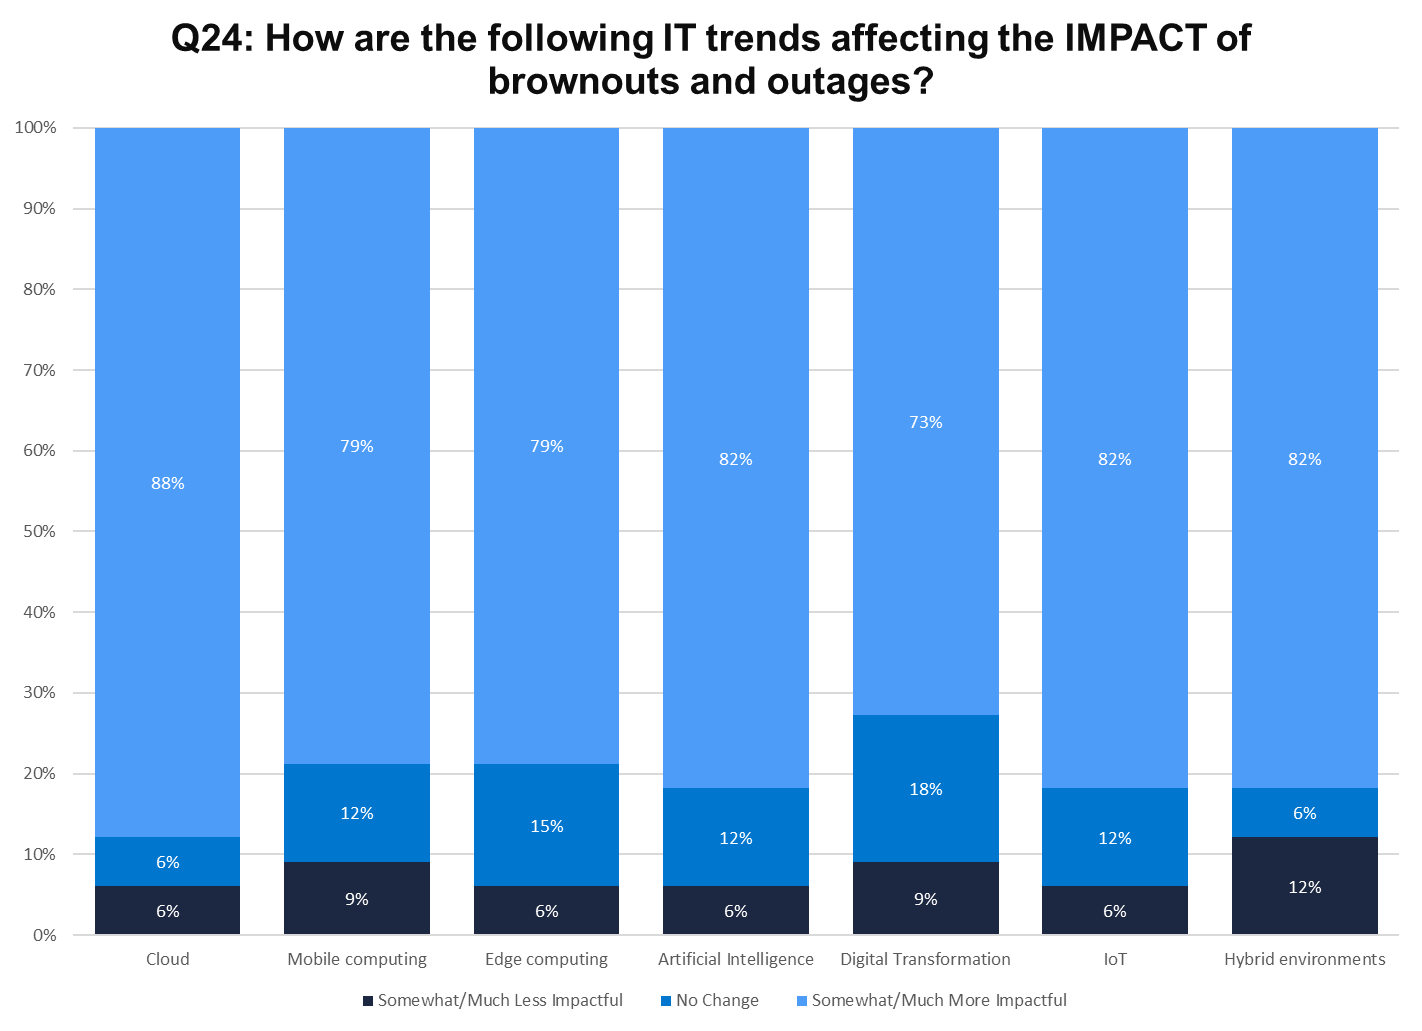 Q24: How are the following IT trends affecting the IMPACT of
brownouts and outages?
100%
90%
80%
70%
60%
50%
40%
30%
20%
10%
0%
88%
6%
6%
79%
12%
9%
79%
15%
6%
82%
12%
6%
73%
18%
9%
82%
12%
6%
82%
6%
12%
Cloud
Mobile computing
Edge computing
Artificial Intelligence
Digital Transformation
IoT
Hybrid environments
Somewhat/Much Less Impactful
No Change
Somewhat/Much More Impactful